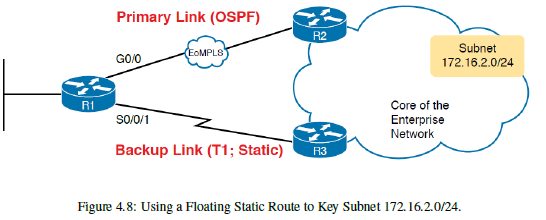 Primary Link (OSPF)
R2
G0/0
EoMPLS
Subnet
172.16.2.0/24
R1
S0/0/1
Core of the
Enterprise
Network
Backup Link (T1; Static)
R3
Figure 4.8: Using a Floating Static Route to Key Subnet 172.16.2.0/24.